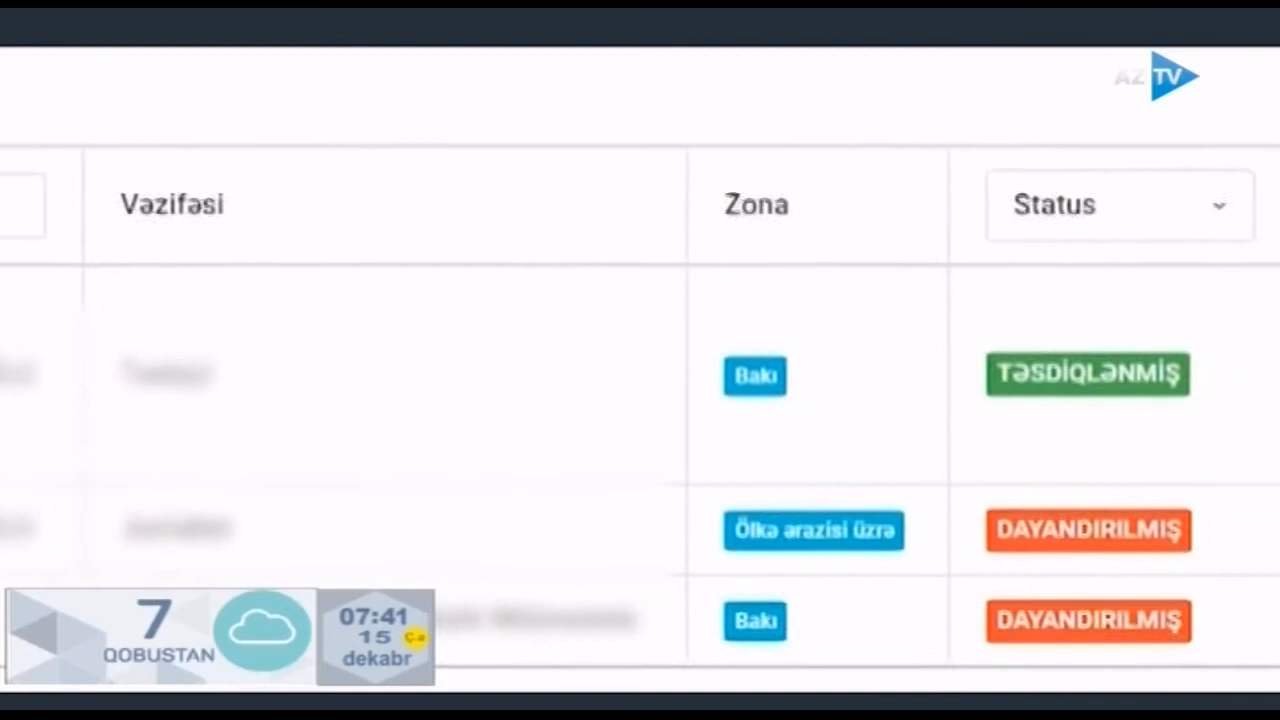 AZTV
Vəzifəsi
Zona
Status
Bakı
TƏSDİQLƏNMİŞ
Ölkə ərazisi üzrə
DAYANDIRILMIŞ
Bakı
DAYANDIRILMIŞ
7
QOBUSTAN
07:41
15 Ç.a
dekabr